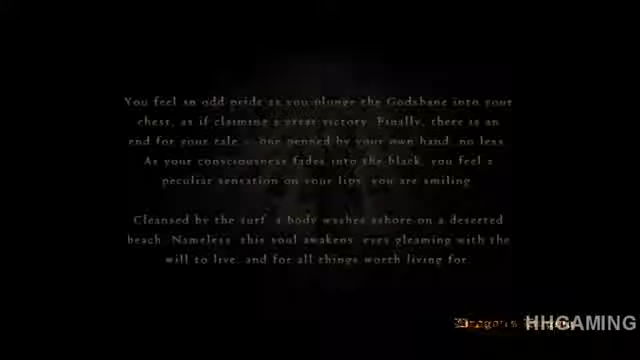 You feel an odd pride as you plunge the Godsbane into your
chest, as if claiming a great victory. Finally, there is an
end for your tale - one penned by your own hand, no less.
As your consciousness fades into the black, you feel a
peculiar sensation on your lips: you are smiling.
Cleansed by the surf, a body washes ashore on a deserted
beach. Nameless, this soul awakens, eyes gleaming with the
will to live, and for all things worth living for.
HHGAMING